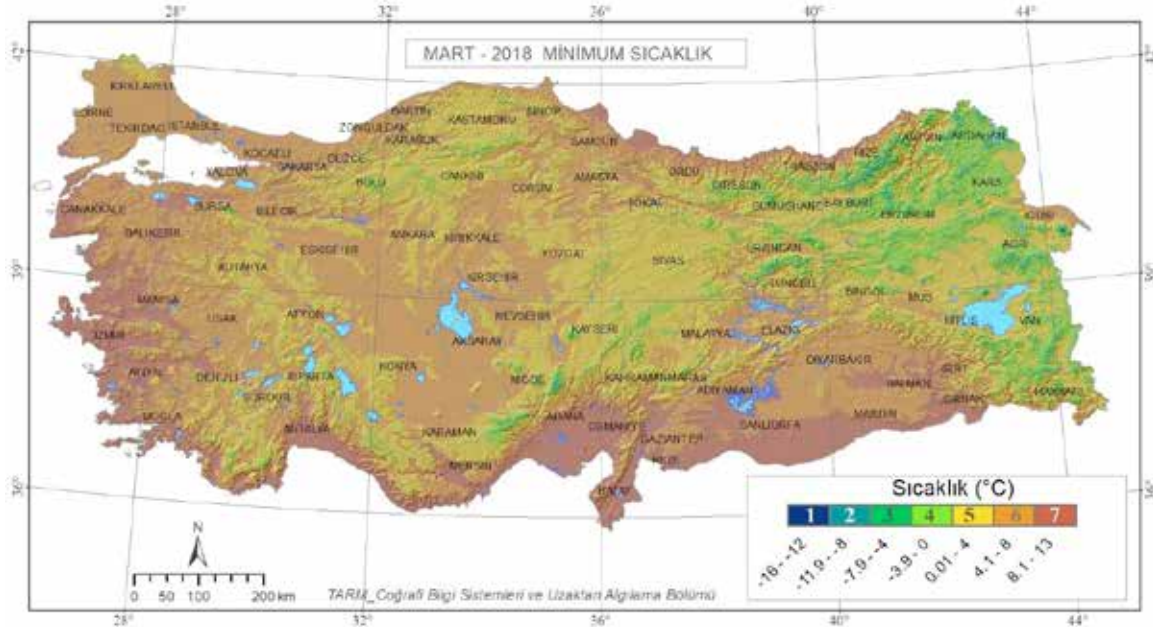 28 32 36 40 44
42°
MART - 2018 MİNİMUM SICAKLIK
KIRKLARELİ
EDİRNE
TEKİRDAĞ İSTANBUL
BARTIN
ZONGULDAK
KASTAMONU
SİNOP
KARABÜK
SAMSUN
ARTVİN ARDAHAN
KOCAELİ
SAKARYA
DÜZCE
YALOVA
BOLU
ÇANKIRI
ÇORUM
AMASYA
ORDU
GİRESUN
TRABZON
RİZE
KARS
ÇANAKKALE
BURSA
BİLECİK
TOKAT
GÜMÜŞHANE BAYBURT
ERZURUM
IĞDIR
BALIKESİR
ESKİŞEHİR
ANKARA
KIRIKKALE
YOZGAT
SİVAS
ERZİNCAN
AĞRI
39°
KÜTAHYA
KIRŞEHİR
TUNCELİ
BİNGÖL
MUŞ
MANİSA
UŞAK
AFYON
NEVŞEHİR
KAYSERİ
MALATYA
ELAZIĞ
BİTLİS
VAN
İZMİR
AKSARAY
DİYARBAKIR
AYDIN
DENİZLİ
ISPARTA
KONYA
NİĞDE
KAHRAMANMARAŞ
ADIYAMAN
BATMAN
SİİRT
ŞIRNAK
HAKKARİ
BURDUR
MUĞLA
ANTALYA
KARAMAN
ADANA
OSMANİYE
GAZİANTEP
ŞANLIURFA
MARDİN
MERSİN
KİLİS
HATAY
36°
Sıcaklık (°C)
1 2 3 4 5 6 7
-16 - -12
-11.9 - -8
-7.9 - -4
-3.9 - 0
0.01 - 4
4.1 - 8
8.1 - 13
N
0 50 100 200 km
TARM_Coğrafi Bilgi Sistemleri ve Uzaktan Algılama Bölümü
28 32 36 40 44